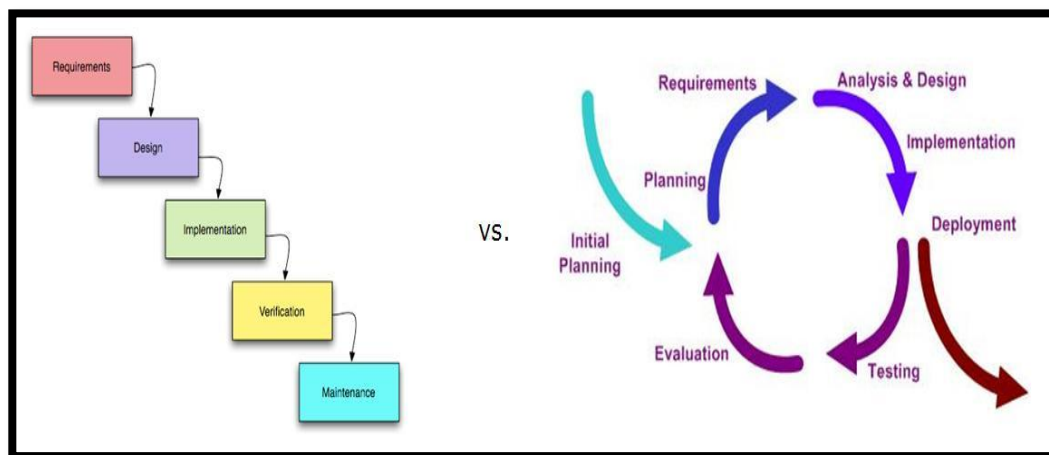 Requirements
Design
Implementation
Verification
Maintenance
vs.
Initial
Planning
Planning
Requirements
Analysis & Design
Implementation
Deployment
Testing
Evaluation